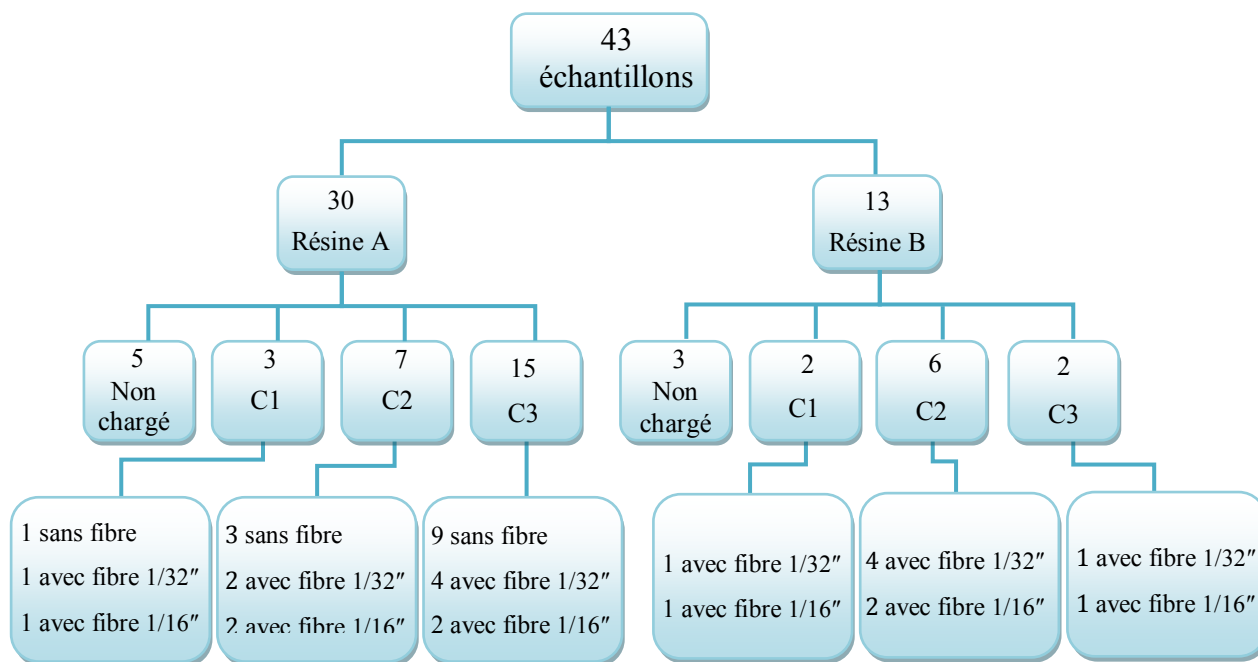 43
échantillons
30
Résine A
13
Résine B
5
Non
chargé
3
C1
7
C2
15
C3
3
Non
chargé
2
C1
6
C2
2
C3
1 sans fibre
1 avec fibre 1/32″
1 avec fibre 1/16″
3 sans fibre
2 avec fibre 1/32″
2 avec fibre 1/16″
9 sans fibre
4 avec fibre 1/32″
2 avec fibre 1/16″
1 avec fibre 1/32″
1 avec fibre 1/16″
4 avec fibre 1/32″
2 avec fibre 1/16″
1 avec fibre 1/32″
1 avec fibre 1/16″